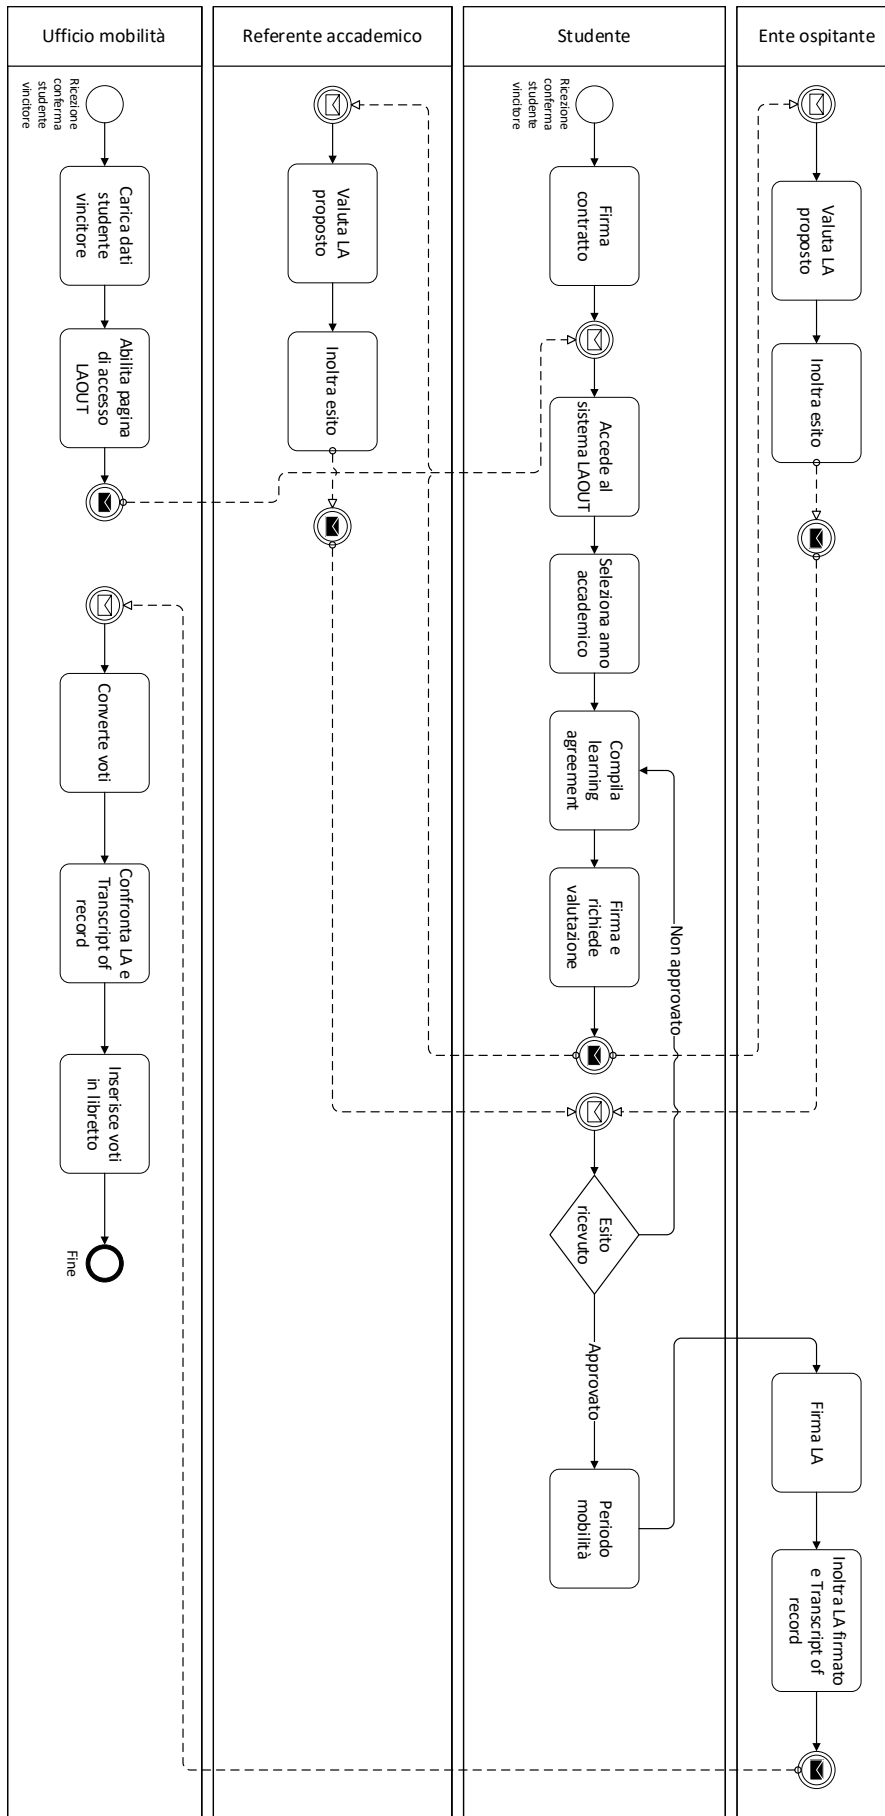 Ufficio mobilità
Referente accademico
Studente
Ente ospitante
Ricezione
conferma
studente
vincitore
Carica dati
studente
vincitore
Abilita pagina
di accesso
LAOUT
Converte voti
Confronta LA e
Transcript of
record
Inserisce voti
in libretto
Fine
Valuta LA
proposto
Inoltra esito
Ricezione
conferma
studente
vincitore
Firma
contratto
Accede al
sistema LAOUT
Seleziona anno
accademico
Compila
learning
agreement
Firma e
richiede
valutazione
Esito
ricevuto
Non approvato
Approvato
Periodo
mobilità
Valuta LA
proposto
Inoltra esito
Firma LA
Inoltra LA firmato
e Transcript of
record